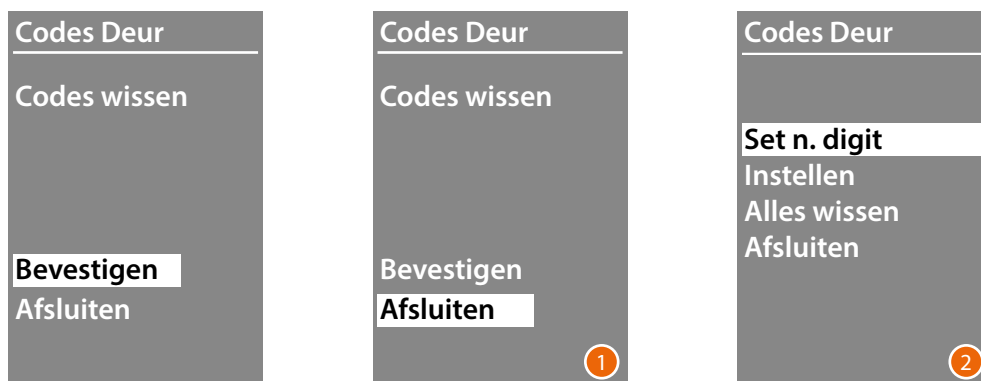 Codes Deur
Codes wissen
Bevestigen
Afsluiten
Codes Deur
Codes wissen
Bevestigen
Afsluiten
1
Codes Deur
Set n. digit
Instellen
Alles wissen
Afsluiten
2